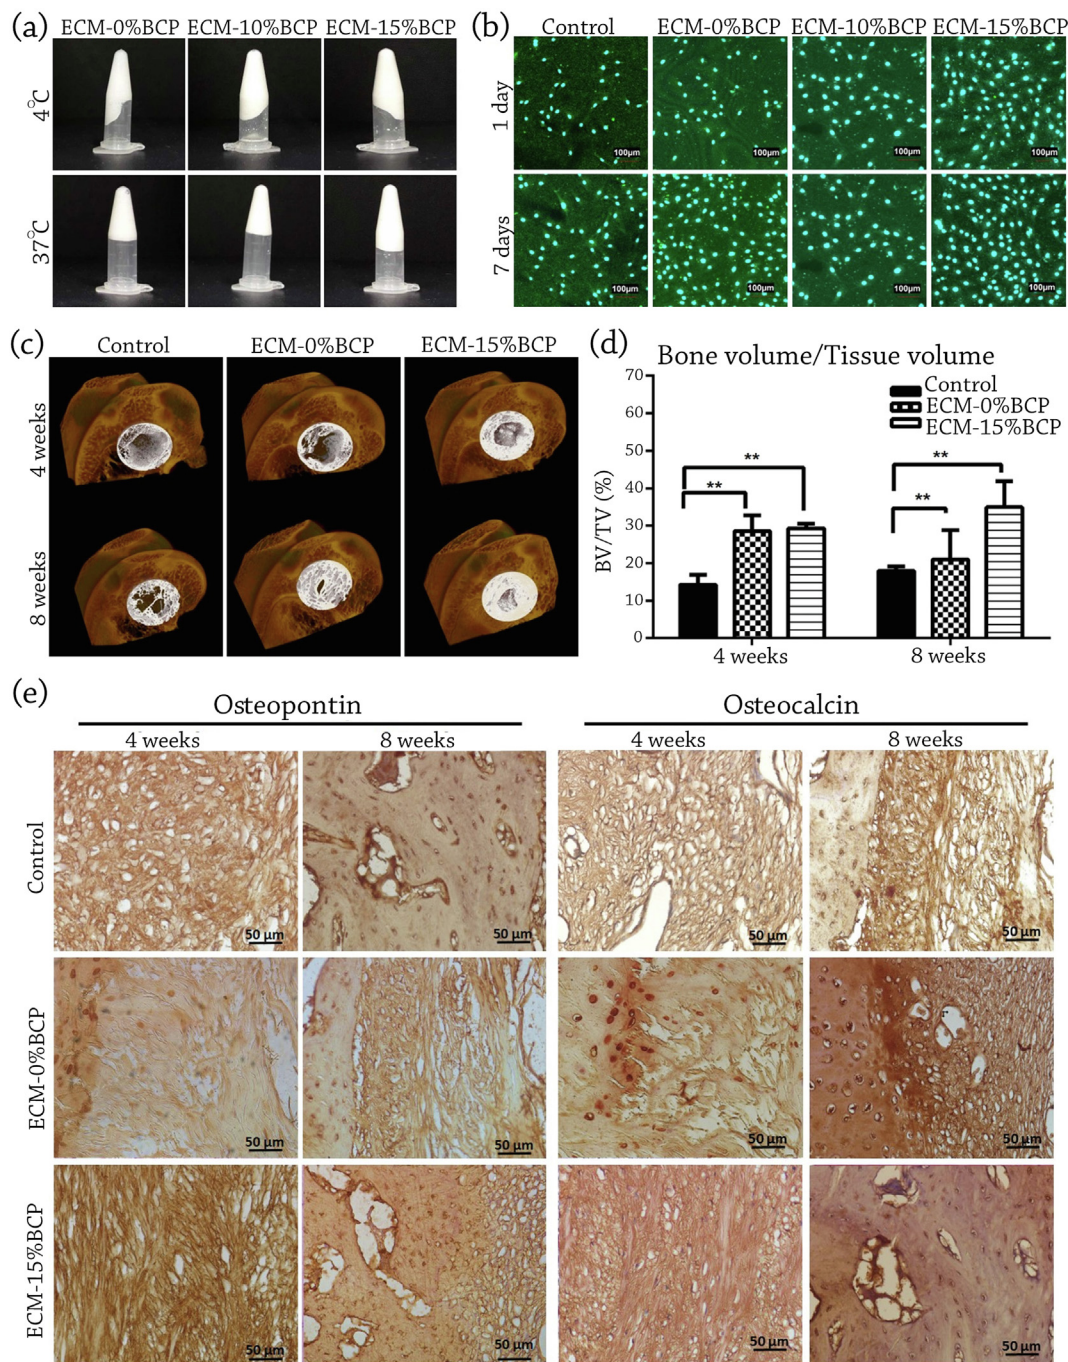 (a)
ECM-0%BCP ECM-10%BCP ECM-15%BCP
4°C
37°C
(b)
Control ECM-0%BCP ECM-10%BCP ECM-15%BCP
1 day
100μm 100μm 100μm 100μm
7 days
100μm 100μm 100μm 100μm
(c)
Control ECM-0%BCP ECM-15%BCP
4 weeks
8 weeks
(d)
Bone volume/Tissue volume
Control
ECM-0%BCP
ECM-15%BCP
BV/TV (%)
70
60
50
40
30
20
10
0
** ** ** **
4 weeks 8 weeks
(e)
Osteopontin Osteocalcin
4 weeks 8 weeks 4 weeks 8 weeks
Control
50 μm 50 μm 50 μm 50 μm
ECM-0%BCP
50 μm 50 μm 50 μm 50 μm
ECM-15%BCP
50 μm 50 μm 50 μm 50 μm